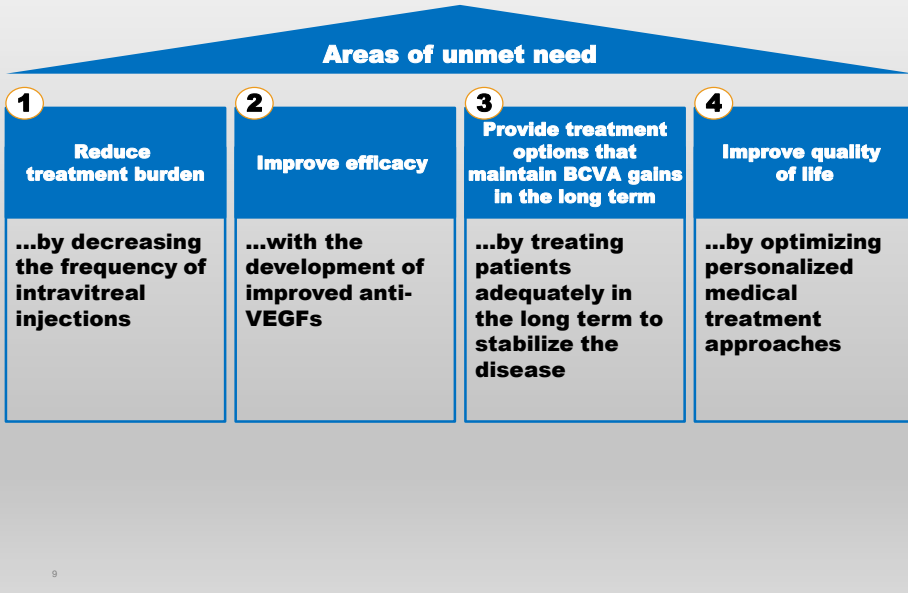 Areas of unmet need
1
Reduce
treatment burden
...by decreasing
the frequency of
intravitreal
injections
2
Improve efficacy
...with the
development of
improved anti-
VEGFs
3
Provide treatment
options that
maintain BCVA gains
in the long term
...by treating
patients
adequately in
the long term to
stabilize the
disease
4
Improve quality
of life
...by optimizing
personalized
medical
treatment
approaches
9